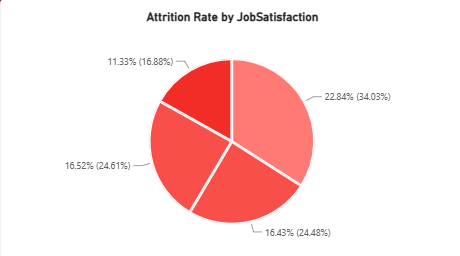 Attrition Rate by JobSatisfaction
11.33% (16.88%)
22.84% (34.03%)
16.52% (24.61%)
16.43% (24.48%)